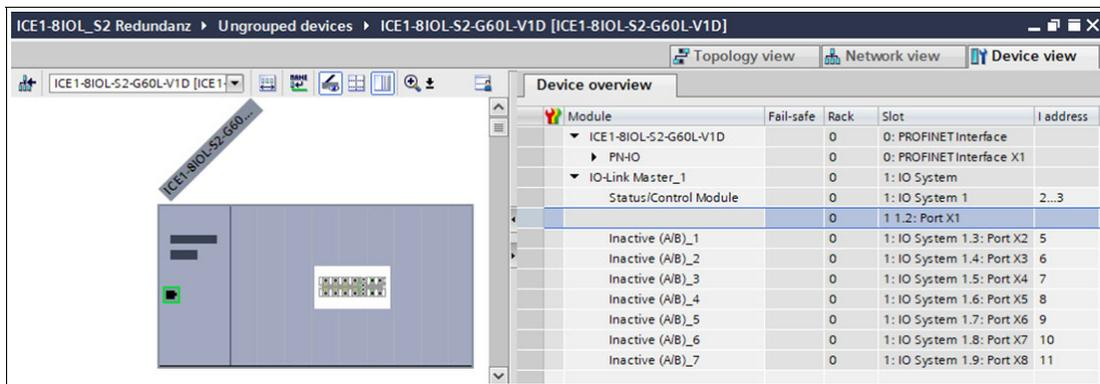 ICE1-8IOL_S2 Redundanz ▸ Ungrouped devices ▸ ICE1-8IOL-S2-G60L-V1D [ICE1-8IOL-S2-G60L-V1D]
Topology view Network view Device view
ICE1-8IOL-S2-G60L-V1D [ICE1-
ICE1-8IOL-S2-G60...
Device overview
Module Fail-safe Rack Slot I address
ICE1-8IOL-S2-G60L-V1D 0 0: PROFINET Interface
PN-IO 0 0: PROFINET Interface X1
IO-Link Master_1 0 1: IO System
Status/Control Module 0 1: IO System 1 2...3
0 1 1.2: Port X1
Inactive (A/B)_1 0 1: IO System 1.3: Port X2 5
Inactive (A/B)_2 0 1: IO System 1.4: Port X3 6
Inactive (A/B)_3 0 1: IO System 1.5: Port X4 7
Inactive (A/B)_4 0 1: IO System 1.6: Port X5 8
Inactive (A/B)_5 0 1: IO System 1.7: Port X6 9
Inactive (A/B)_6 0 1: IO System 1.8: Port X7 10
Inactive (A/B)_7 0 1: IO System 1.9: Port X8 11